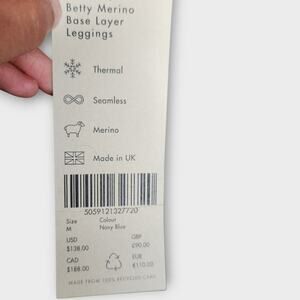 Betty Merino
Base Layer
Leggings
Thermal
Seamless
Merino
Made in UK
5059121327720
Size Colour
M Navy Blue
USD GBP
$138.00 £90.00
CAD EUR
$188.00 €110.00
MADE FROM 100% RECYCLED CARD